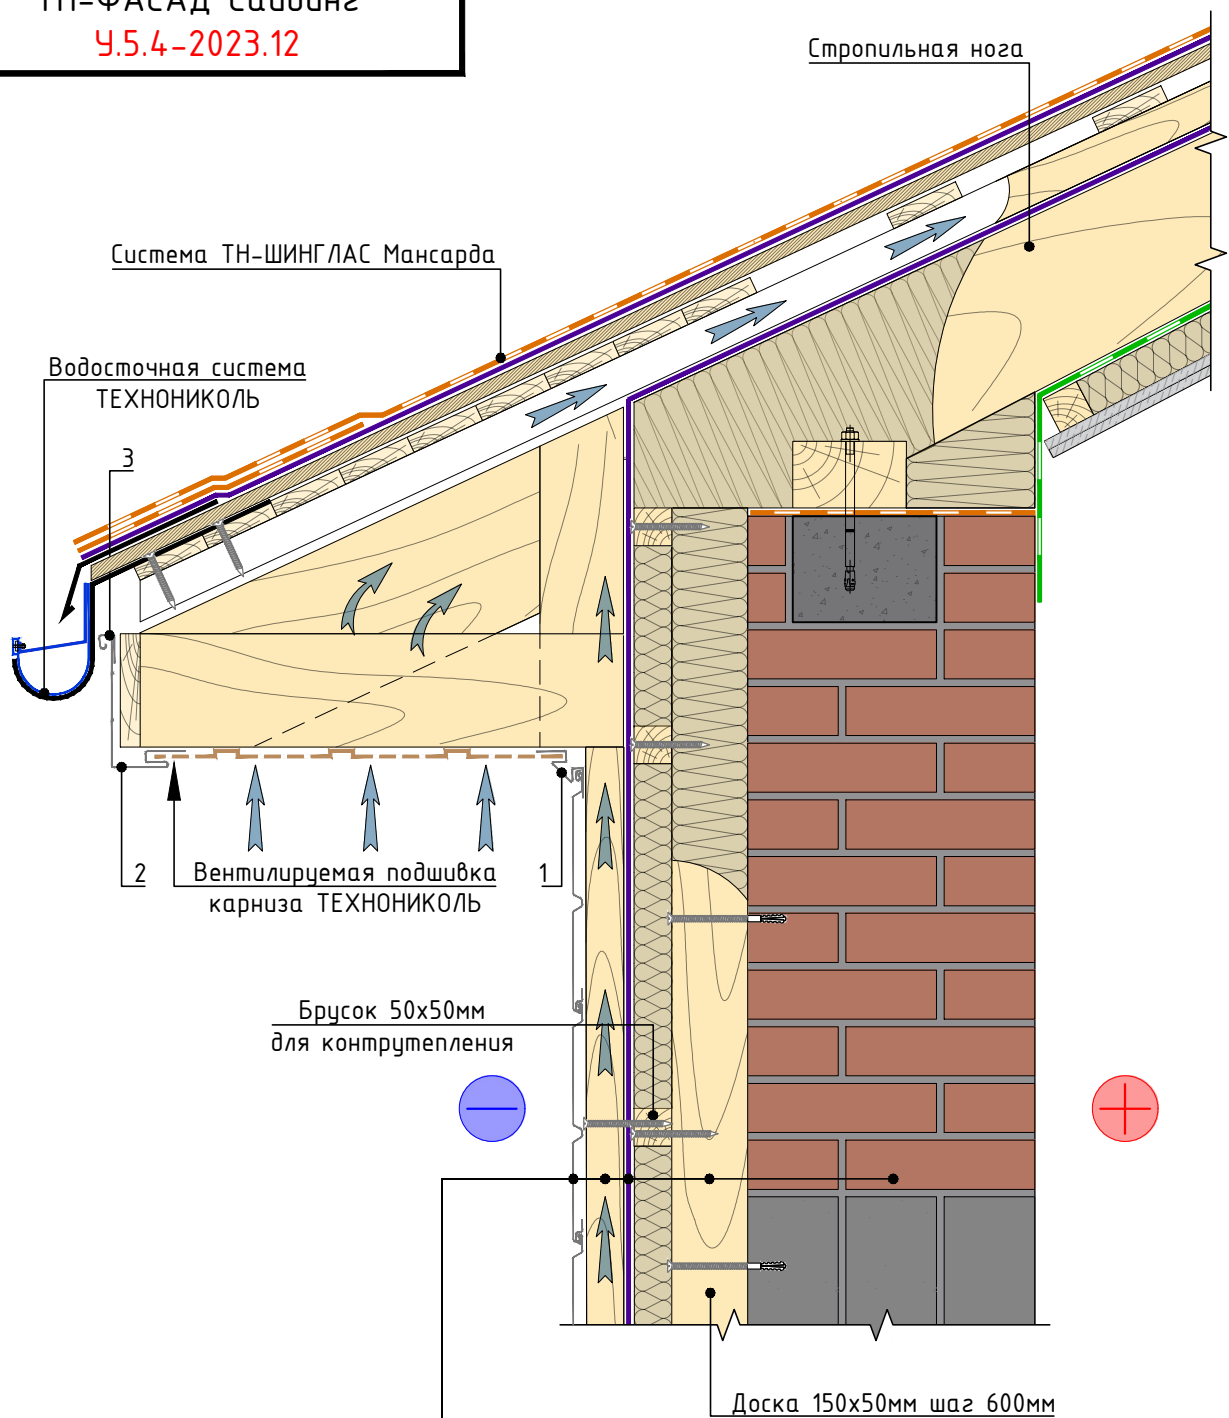 ТН-ФАСАД Сайдинг
У.5.4-2023.12
Стропильная нога
Система ТН-ШИНГЛАС Мансарда
Водосточная система
ТЕХНОНИКОЛЬ
3
2
Вентилируемая подшивка
карниза ТЕХНОНИКОЛЬ
1
Брусок 50х50мм
для контрутепления
Доска 150х50мм шаг 600мм